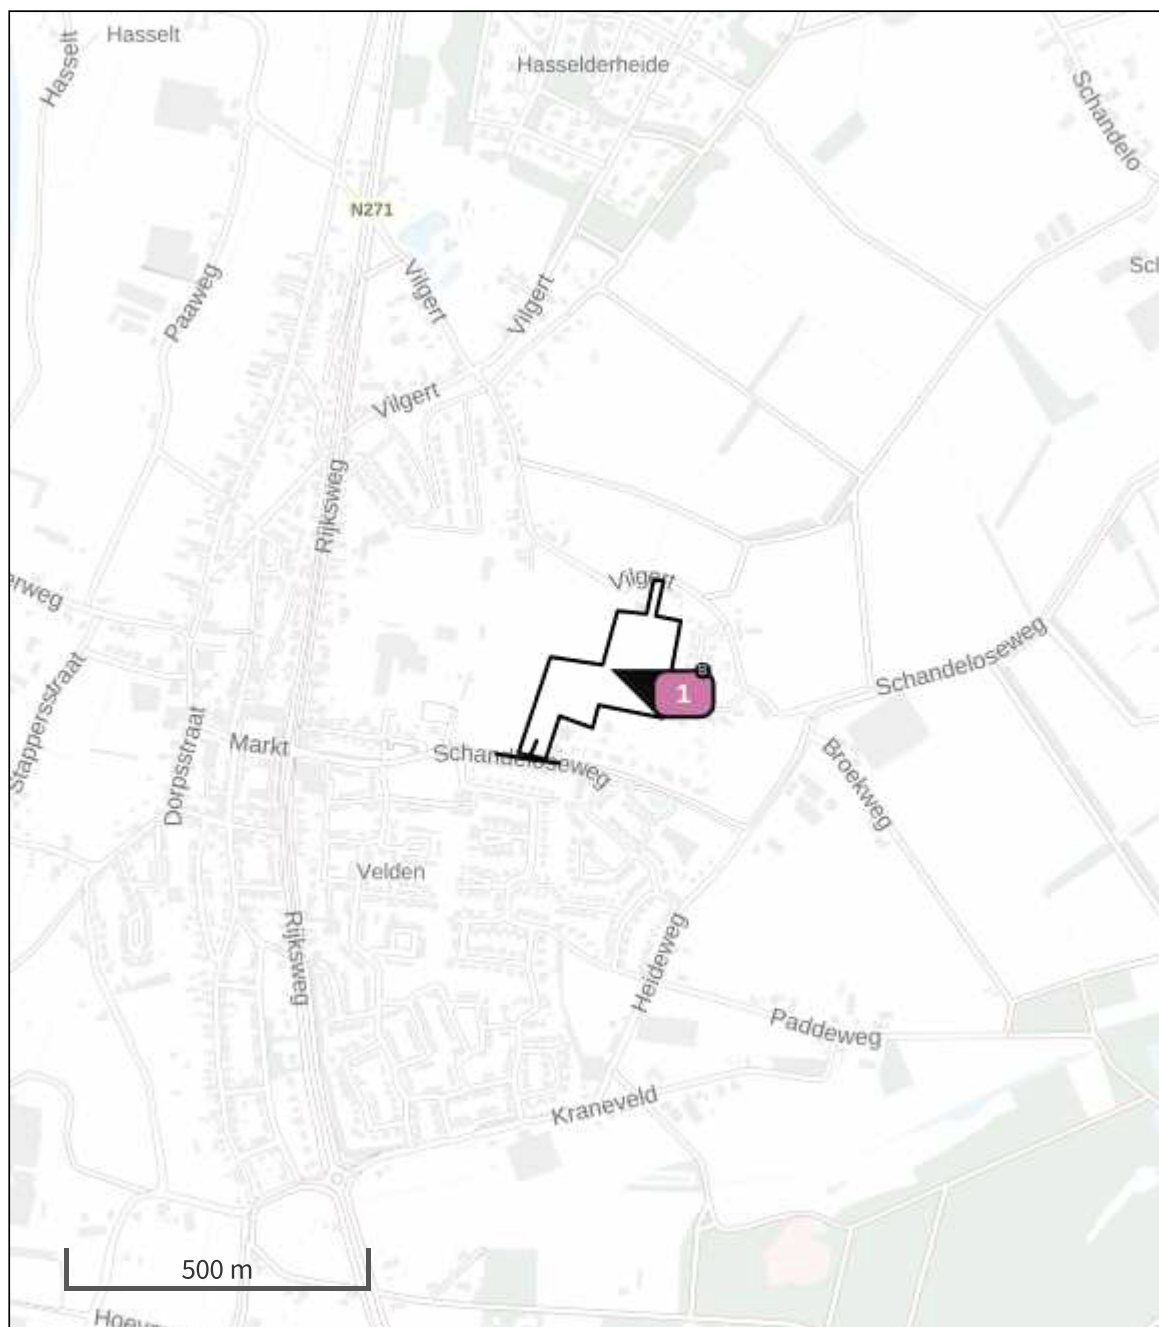 Hasselt
Hasselt
Hasselderheide
Schandelo
N271
Vilgert
Vilgert
Paaweg
Sch
Vilgert
Rijksweg
Vilgert
erweg
Schandeloseweg
Stappersstraat
B
1
Dorpsstraat
Markt
Schandeloseweg
Broekweg
Velden
Rijksweg
Heideweg
Paddeweg
Kraneveld
500 m